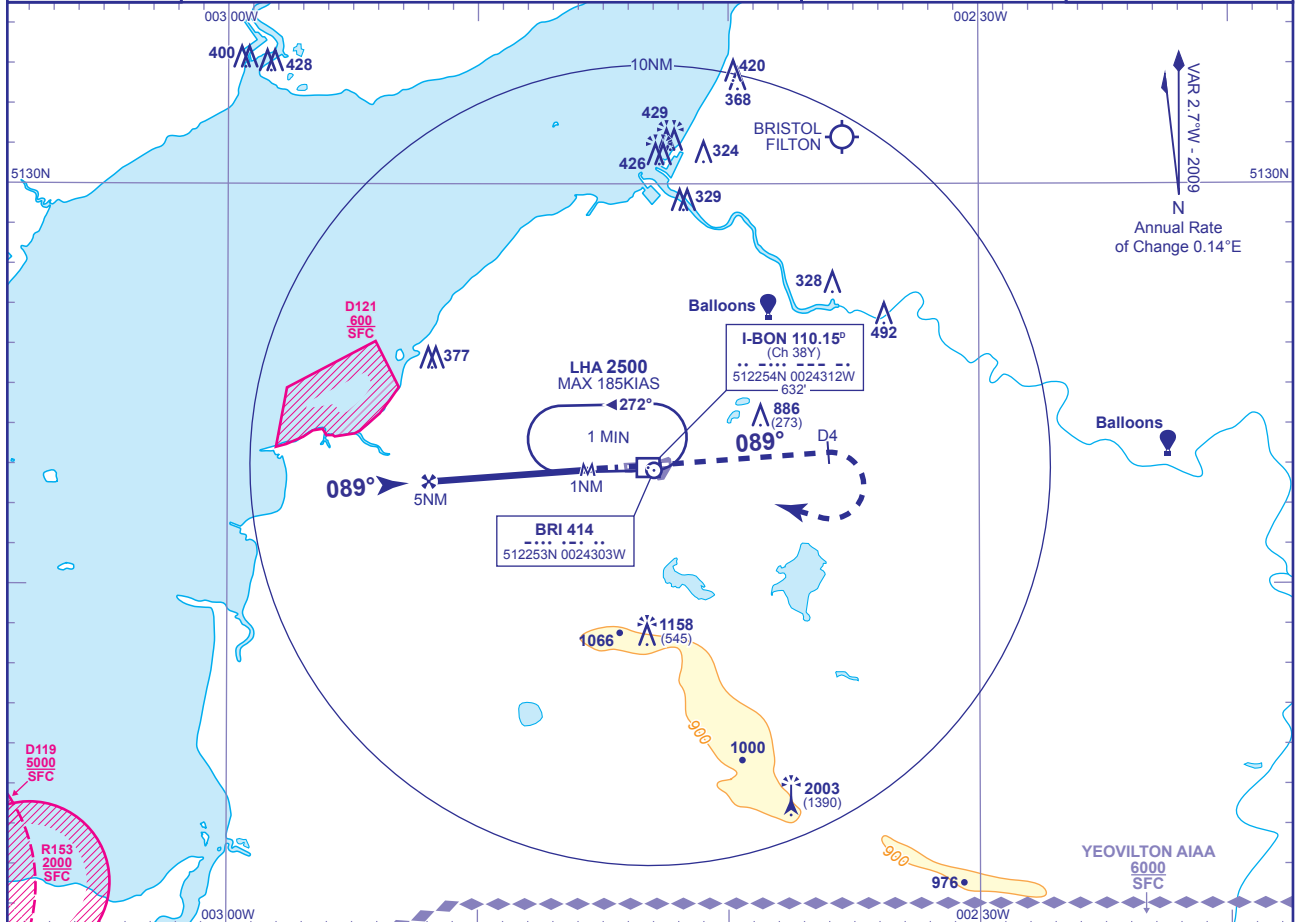 003 00W
002 30W
400
428
10NM
420
368
429
BRISTOL
FILTON
426
324
VAR 2.7°W - 2009
5130N
5130N
329
N
Annual Rate
of Change 0.14°E
328
Balloons
492
D121
600
SFC
377
I-BON 110.15ᴰ
(Ch 38Y)
·· -··· --- -·
512254N 0024312W
632'
LHA 2500
MAX 185KIAS
272°
1 MIN
886
(273)
089°
D4
Balloons
089°
5NM
1NM
BRI 414
-··· ·-· ··
512253N 0024303W
1066
1158
(545)
900
1000
2003
(1390)
D119
5000
SFC
R153
2000
SFC
900
976
YEOVILTON AIAA
6000
SFC
003 00W
002 30W